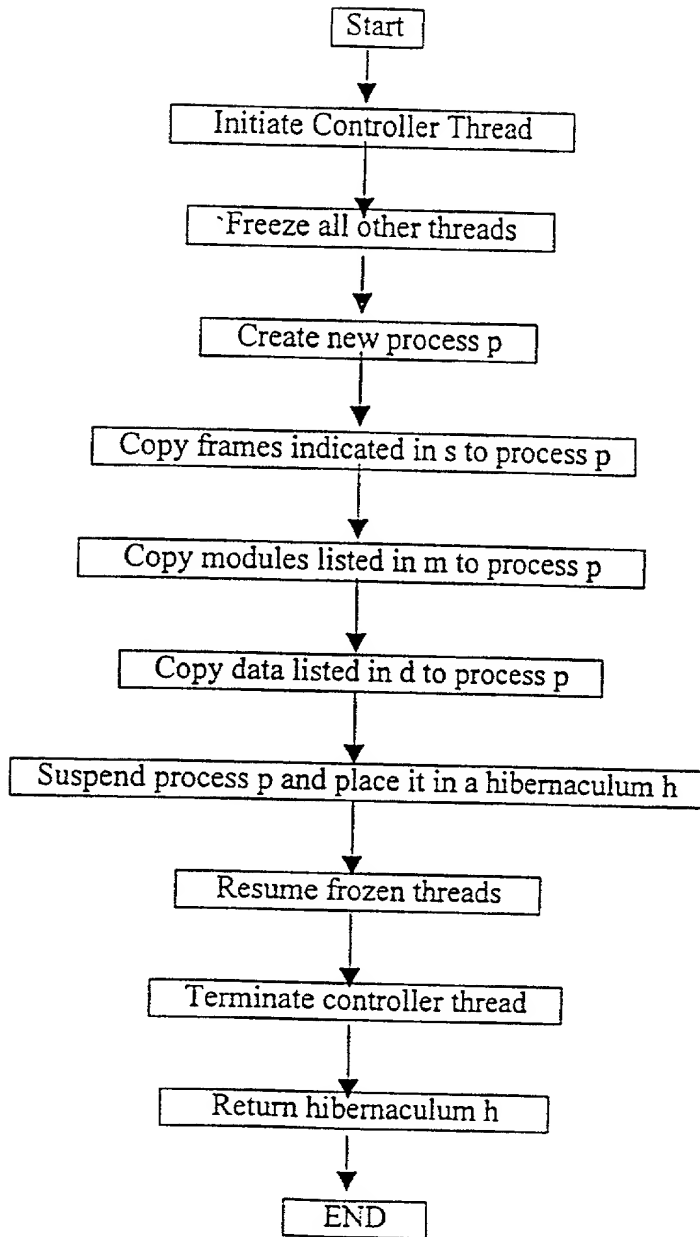 Start
Initiate Controller Thread
Freeze all other threads
Create new process p
Copy frames indicated in s to process p
Copy modules listed in m to process p
Copy data listed in d to process p
Suspend process p and place it in a hibernaculum h
Resume frozen threads
Terminate controller thread
Return hibernaculum h
END